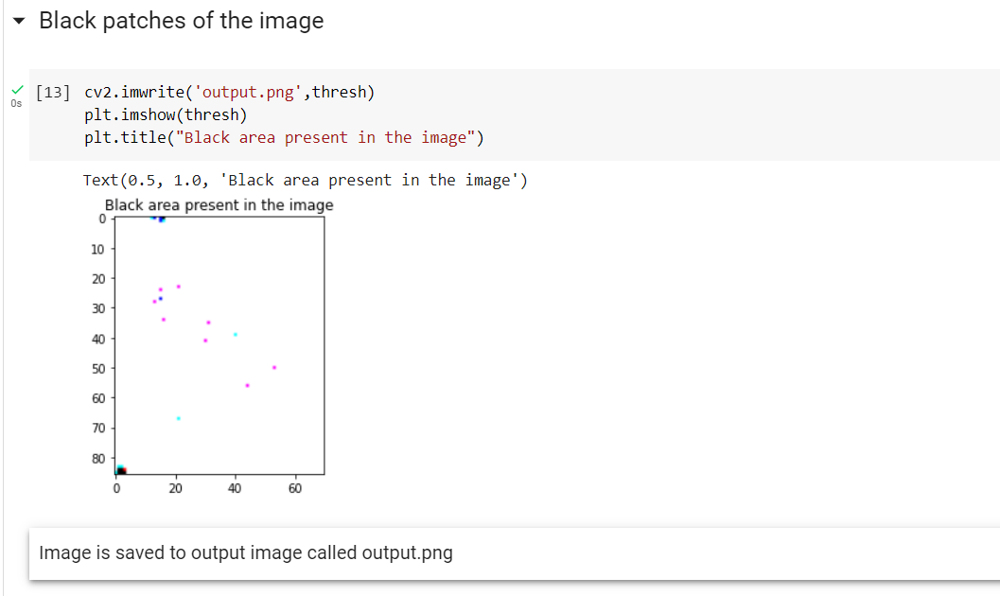 Black patches of the image
[13] cv2.imwrite('output.png',thresh)
0s
plt.imshow(thresh)
plt.title("Black area present in the image")
Text(0.5, 1.0, 'Black area present in the image')
Black area present in the image
0
10
20
30
40
50
60
70
80
0 20 40 60
Image is saved to output image called output.png